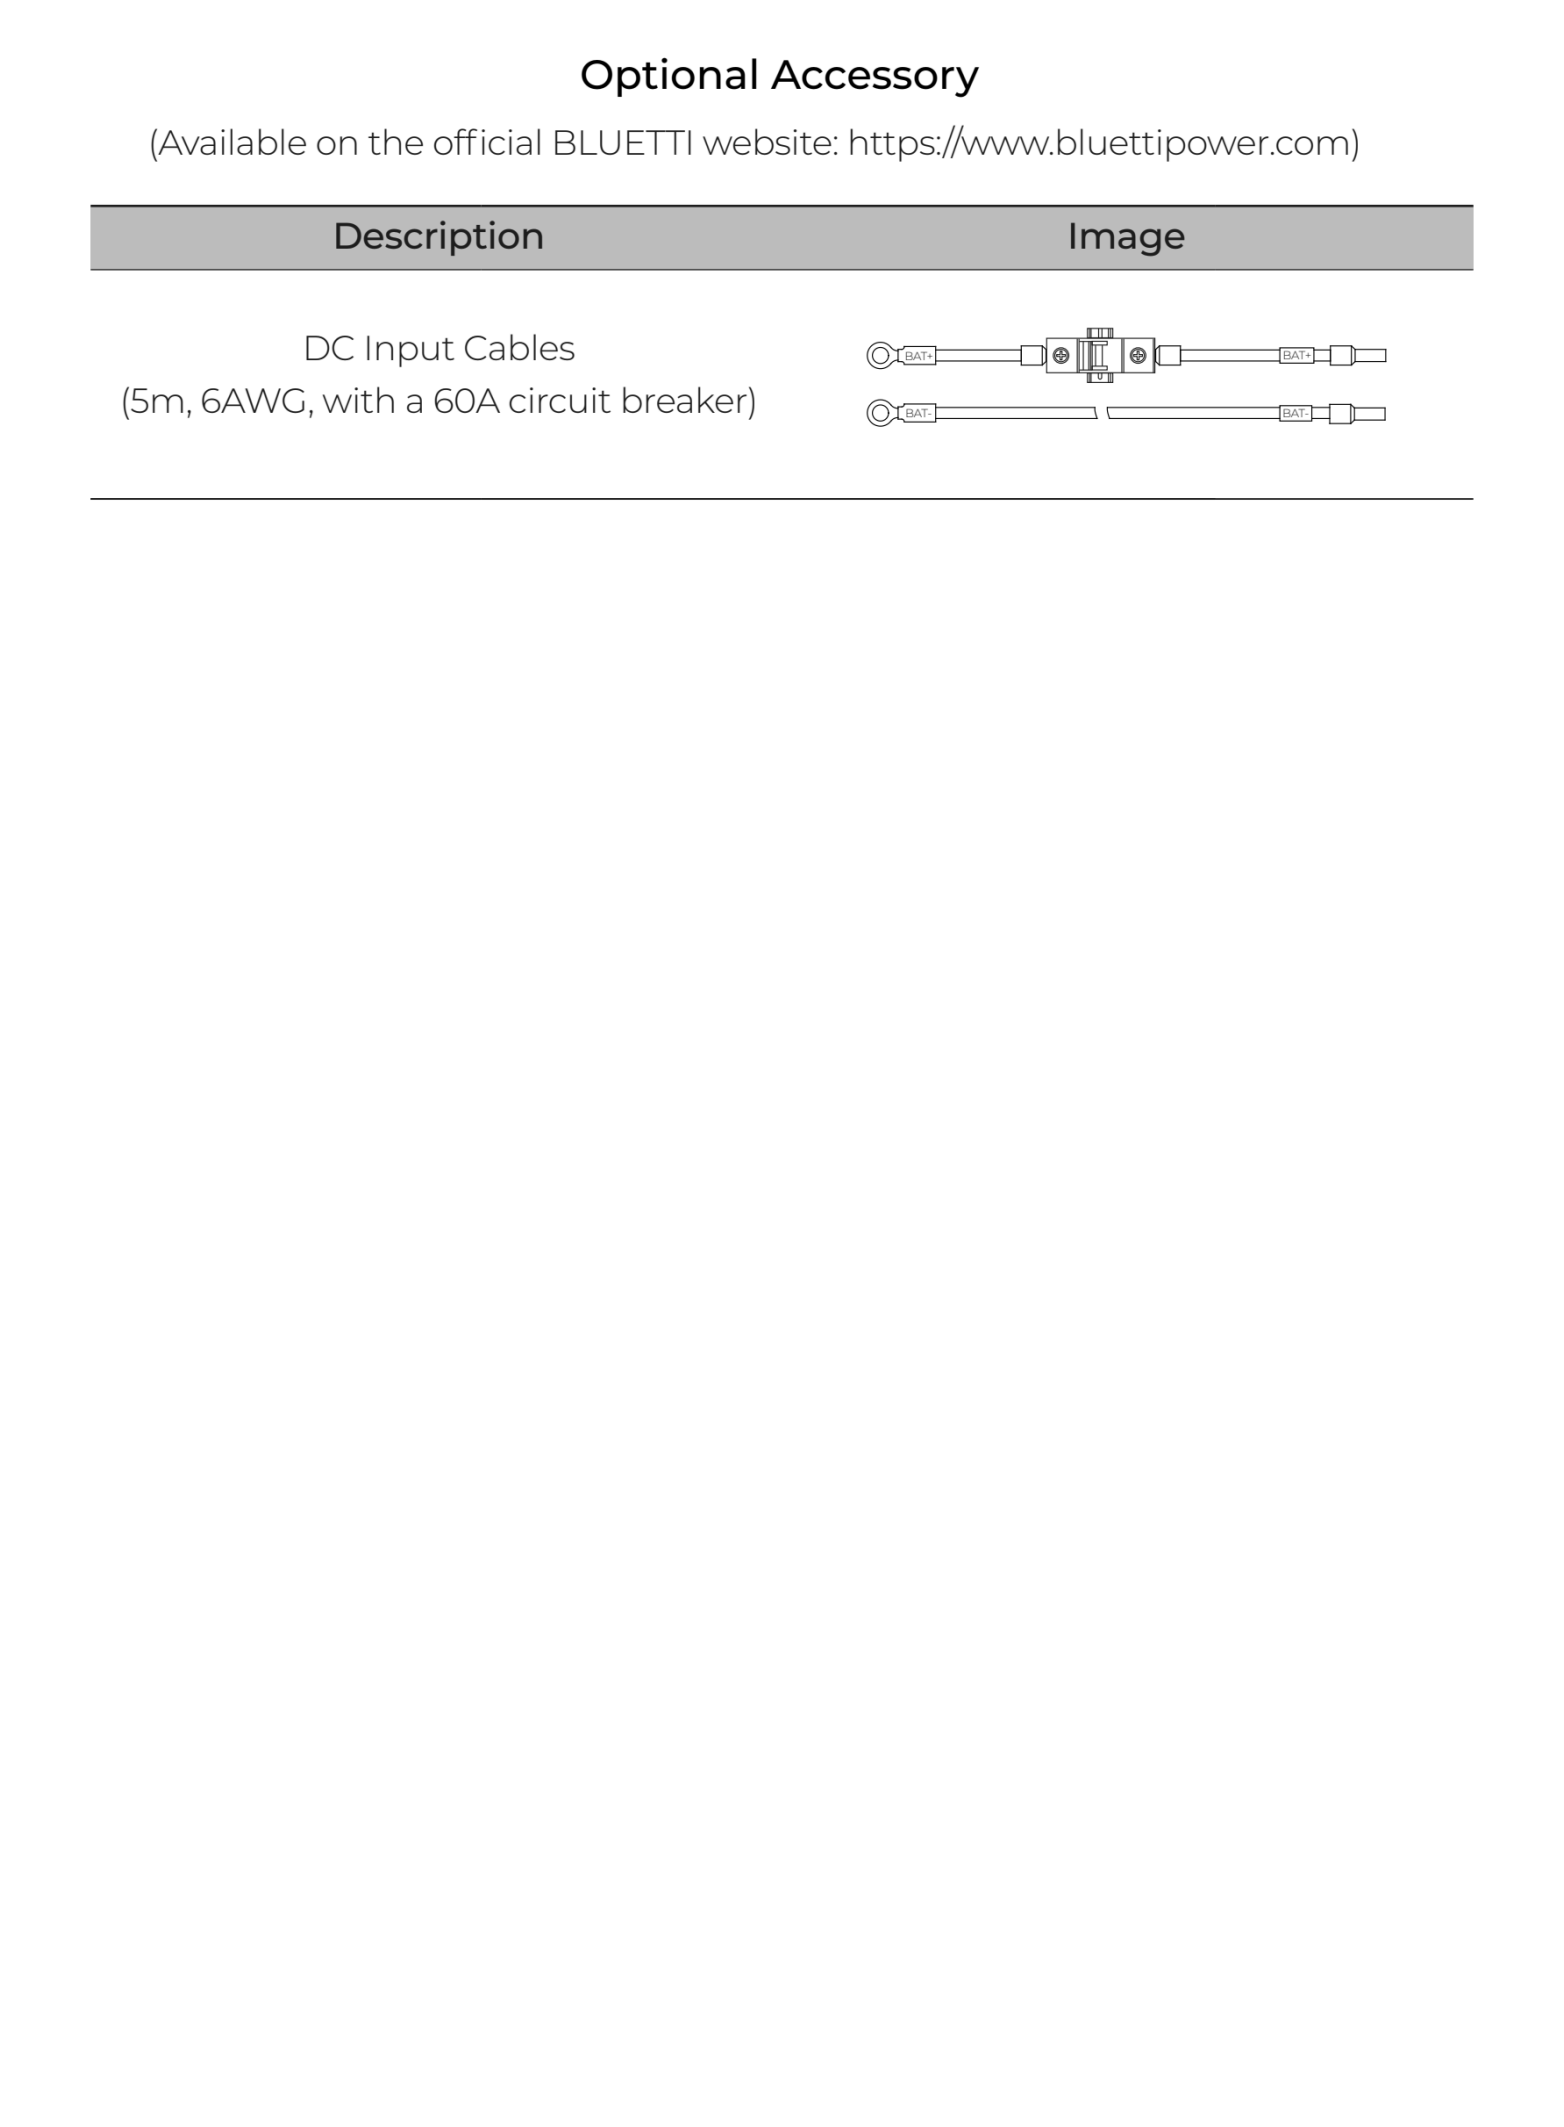 Optional Accessory
(Available on the official BLUETTI website: https://www.bluettipower.com)
Description Image
DC Input Cables
(5m, 6AWG, with a 60A circuit breaker)
BAT+ BAT+
BAT- BAT-